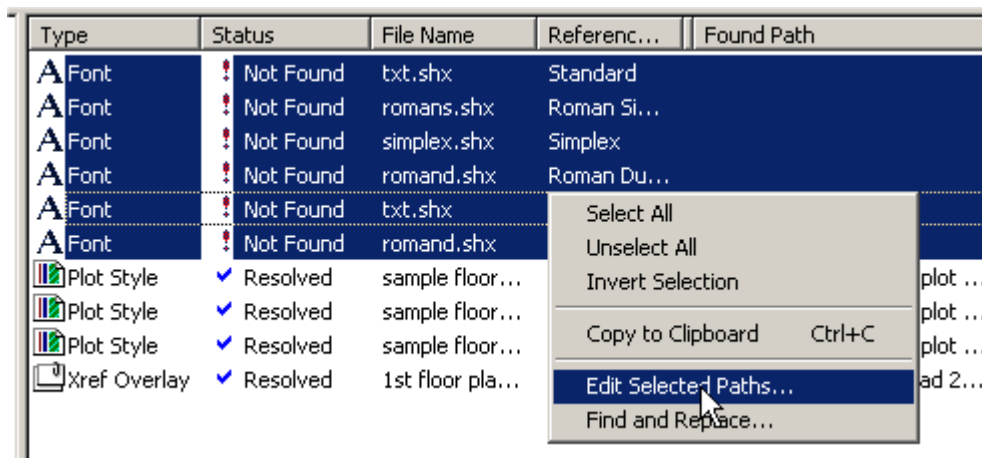 Type Status File Name Referenc... Found Path
Font Not Found txt.shx Standard
Font Not Found romans.shx Roman Si...
Font Not Found simplex.shx Simplex
Font Not Found romand.shx Roman Du...
Font Not Found txt.shx
Font Not Found romand.shx
Plot Style Resolved sample floor... plot ...
Plot Style Resolved sample floor... plot ...
Plot Style Resolved sample floor... plot ...
Xref Overlay Resolved 1st floor pla... ad 2...
Select All
Unselect All
Invert Selection
Copy to Clipboard Ctrl+C
Edit Selected Paths...
Find and Replace...